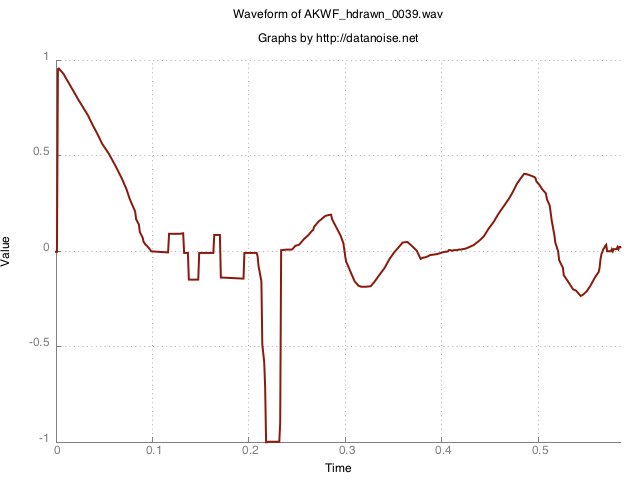 Waveform of AKWF_hdrawn_0039.wav
Graphs by http://datanoise.net
1
0.5
0
-0.5
-1
Value
0 0.1 0.2 0.3 0.4 0.5
Time